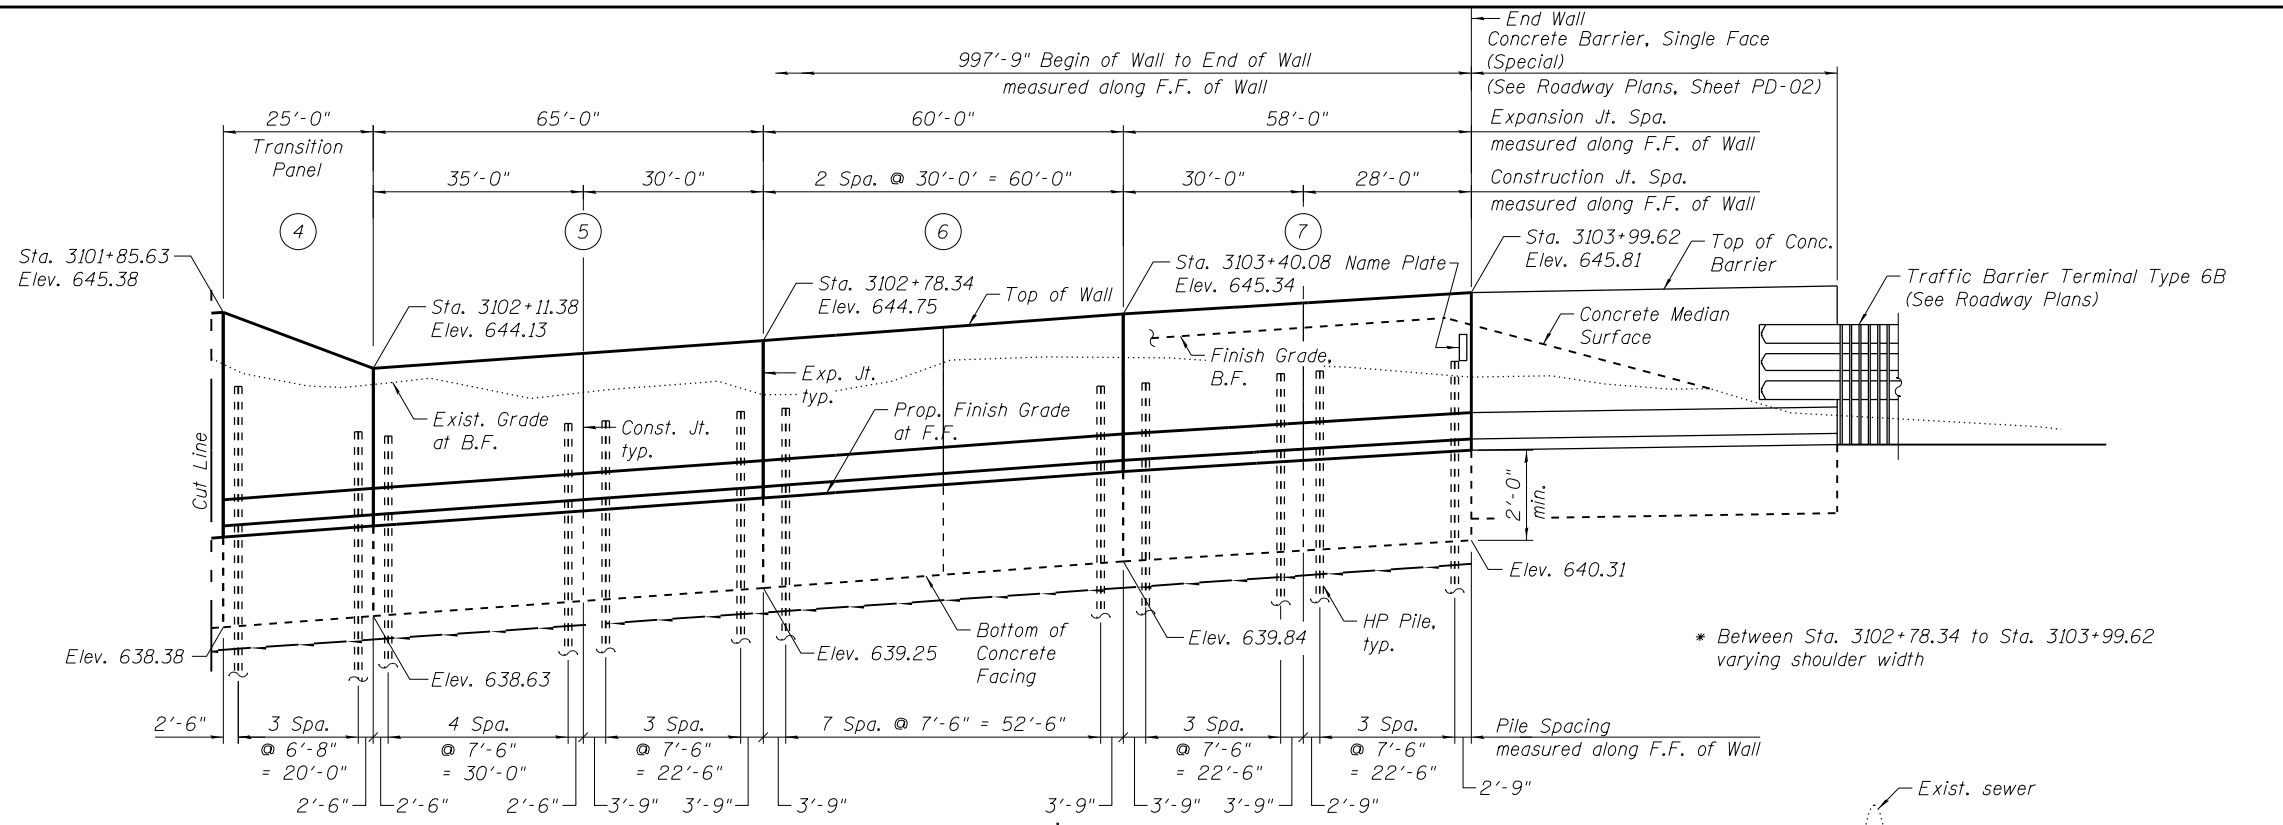 End Wall
Concrete Barrier, Single Face
(Special)
(See Roadway Plans, Sheet PD-02)
997'-9" Begin of Wall to End of Wall
measured along F.F. of Wall
25'-0"
65'-0"
60'-0"
58'-0"
Expansion Jt. Spa.
measured along F.F. of Wall
Transition
Panel
35'-0"
30'-0"
2 Spa. @ 30'-0' = 60'-0"
30'-0"
28'-0"
Construction Jt. Spa.
measured along F.F. of Wall
4
5
6
7
Sta. 3101+85.63
Elev. 645.38
Sta. 3102+11.38
Elev. 644.13
Sta. 3102+78.34
Elev. 644.75
Top of Wall
Sta. 3103+40.08
Elev. 645.34
Name Plate
Sta. 3103+99.62
Elev. 645.81
Top of Conc.
Barrier
Traffic Barrier Terminal Type 6B
(See Roadway Plans)
Concrete Median
Surface
Finish Grade,
B.F.
Exp. Jt.
typ.
Exist. Grade
at B.F.
Const. Jt.
typ.
Prop. Finish Grade
at F.F.
Cut Line
2'-0"
min.
Elev. 640.31
HP Pile,
typ.
Elev. 639.84
Bottom of
Concrete
Facing
Elev. 639.25
Elev. 638.63
Elev. 638.38
* Between Sta. 3102+78.34 to Sta. 3103+99.62
varying shoulder width
2'-6"
3 Spa.
@ 6'-8"
= 20'-0"
4 Spa.
@ 7'-6"
= 30'-0"
3 Spa.
@ 7'-6"
= 22'-6"
7 Spa. @ 7'-6" = 52'-6"
3 Spa.
@ 7'-6"
= 22'-6"
3 Spa.
@ 7'-6"
= 22'-6"
Pile Spacing
measured along F.F. of Wall
2'-6"
2'-6"
2'-6"
3'-9"
3'-9"
3'-9"
3'-9"
3'-9"
3'-9"
2'-9"
2'-9"
Exist. sewer